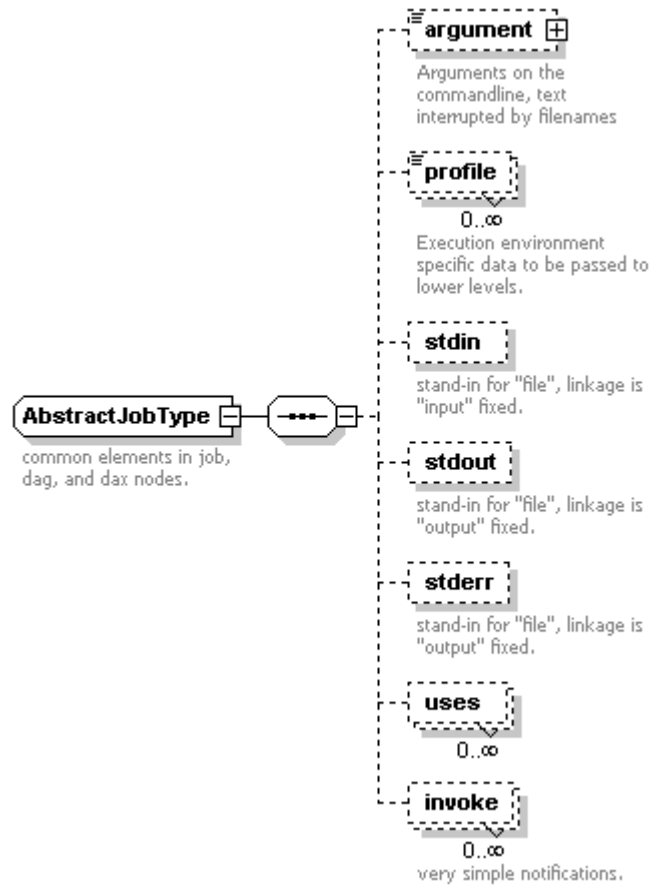 argument
Arguments on the
commandline, text
interrupted by filenames
profile
0..∞
Execution environment
specific data to be passed to
lower levels.
stdin
stand-in for "file", linkage is
"input" fixed.
AbstractJobType
common elements in job,
dag, and dax nodes.
stdout
stand-in for "file", linkage is
"output" fixed.
stderr
stand-in for "file", linkage is
"output" fixed.
uses
0..∞
invoke
0..∞
very simple notifications.